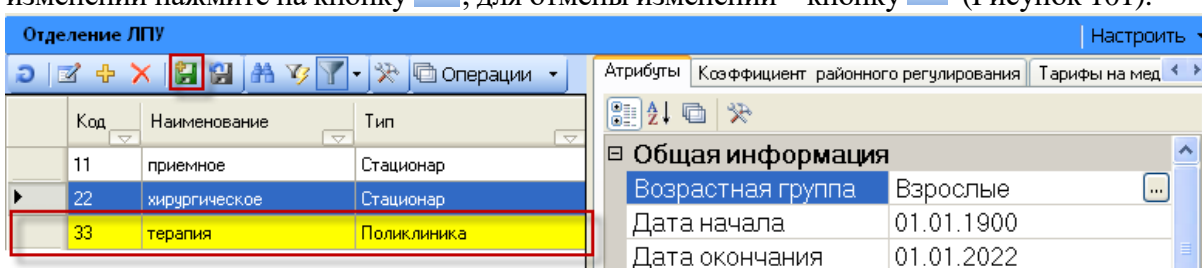 изменений нажмите на кнопку , для отмены изменений – кнопку (Рисунок 161).
Отделение ЛПУ Настроить
Операции
Атрибуты Коэффициент районного регулирования Тарифы на мед
Код Наименование Тип
11 приемное Стационар
22 хирургическое Стационар
33 терапия Поликлиника
Общая информация
Возрастная группа Взрослые ...
Дата начала 01.01.1900
Дата окончания 01.01.2022